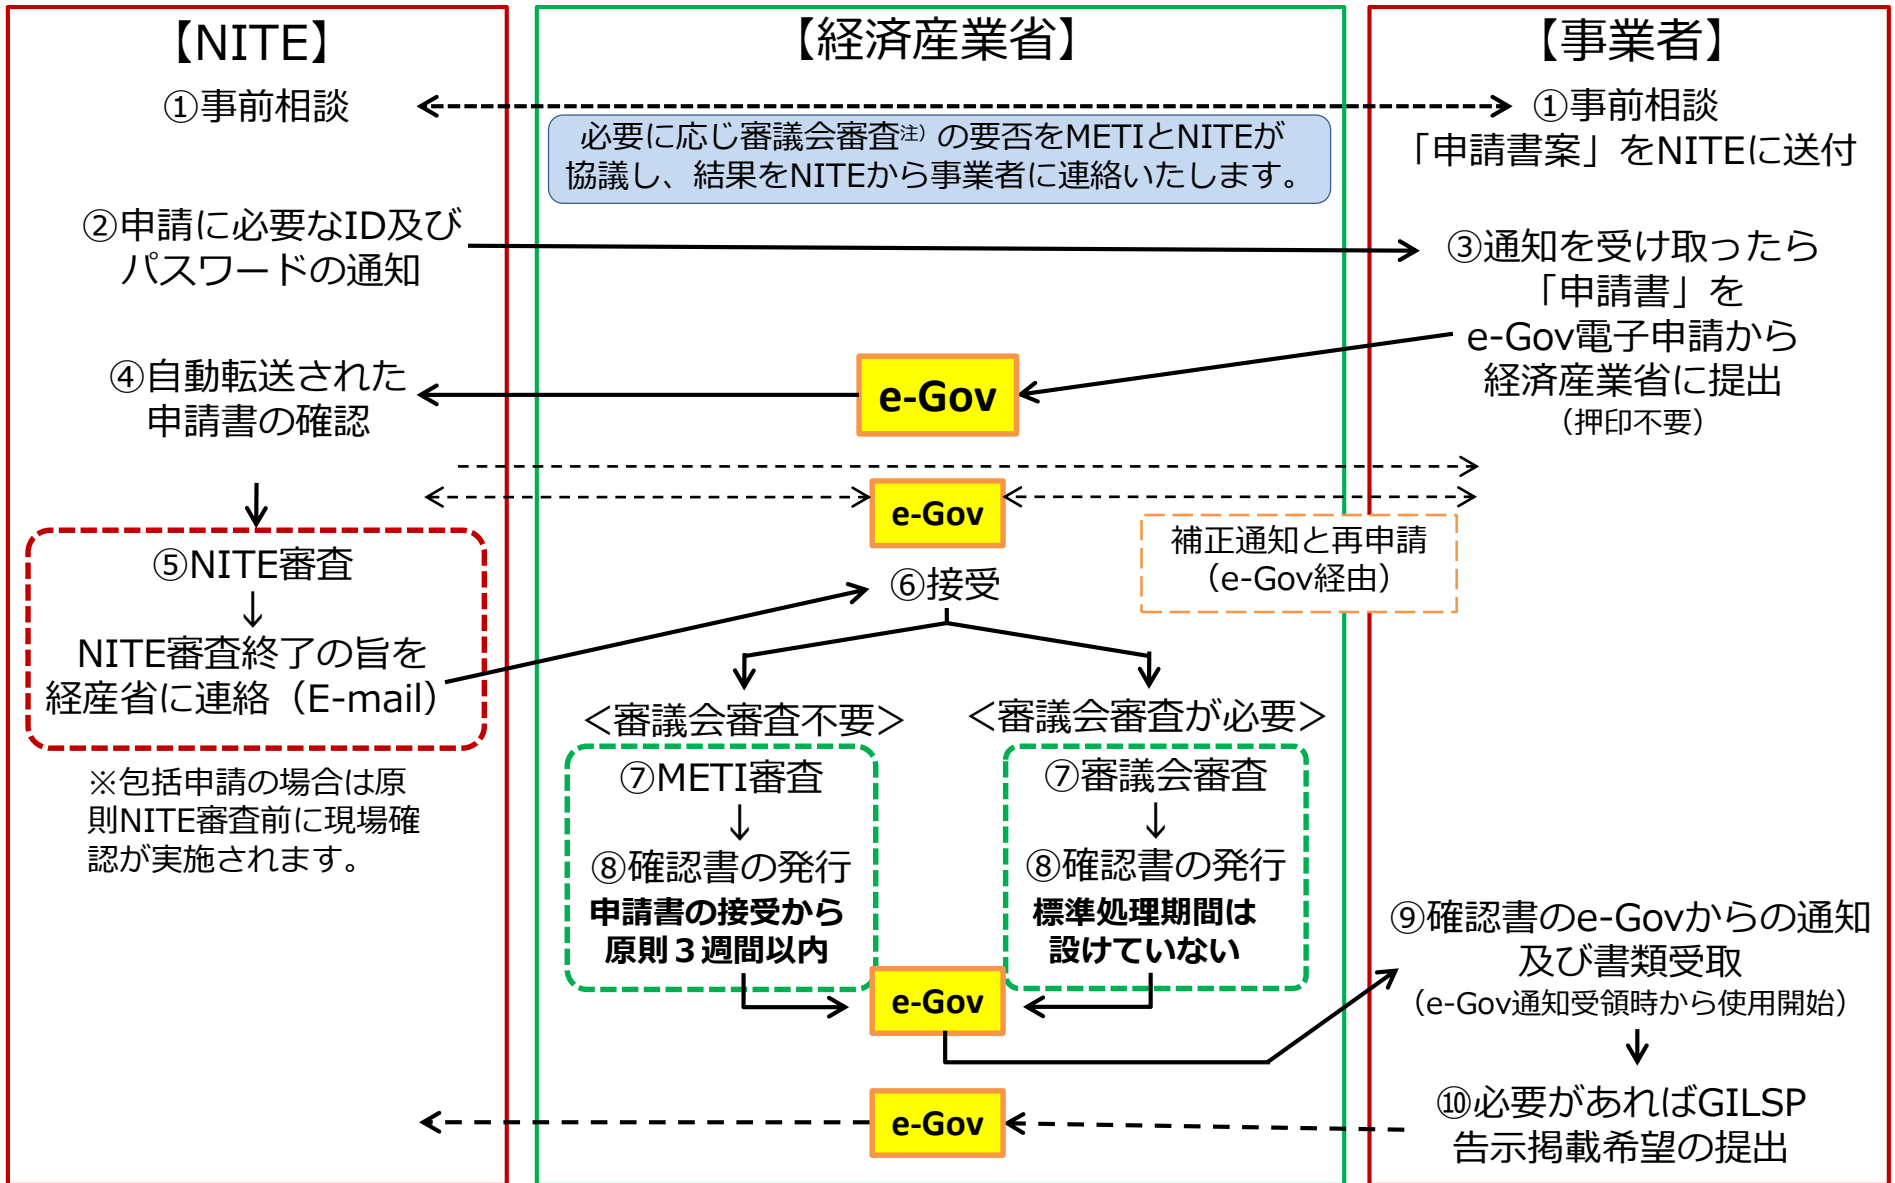 【NITE】
①事前相談
②申請に必要なID及び
パスワードの通知
④自動転送された
申請書の確認
⑤NITE審査
↓
NITE審査終了の旨を
経産省に連絡（E-mail）
※包括申請の場合は原
則NITE審査前に現場確
認が実施されます。
【経済産業省】
必要に応じ審議会審査注）の要否をMETIとNITEが
協議し、結果をNITEから事業者に連絡いたします。
e-Gov
e-Gov
⑥接受
＜審議会審査不要＞
⑦METI審査
↓
⑧確認書の発行
申請書の接受から
原則３週間以内
＜審議会審査が必要＞
⑦審議会審査
↓
⑧確認書の発行
標準処理期間は
設けていない
e-Gov
e-Gov
【事業者】
①事前相談
「申請書案」をNITEに送付
③通知を受け取ったら
「申請書」を
e-Gov電子申請から
経済産業省に提出
（押印不要）
補正通知と再申請
（e-Gov経由）
⑨確認書のe-Govからの通知
及び書類受取
（e-Gov通知受領時から使用開始）
⑩必要があればGILSP
告示掲載希望の提出